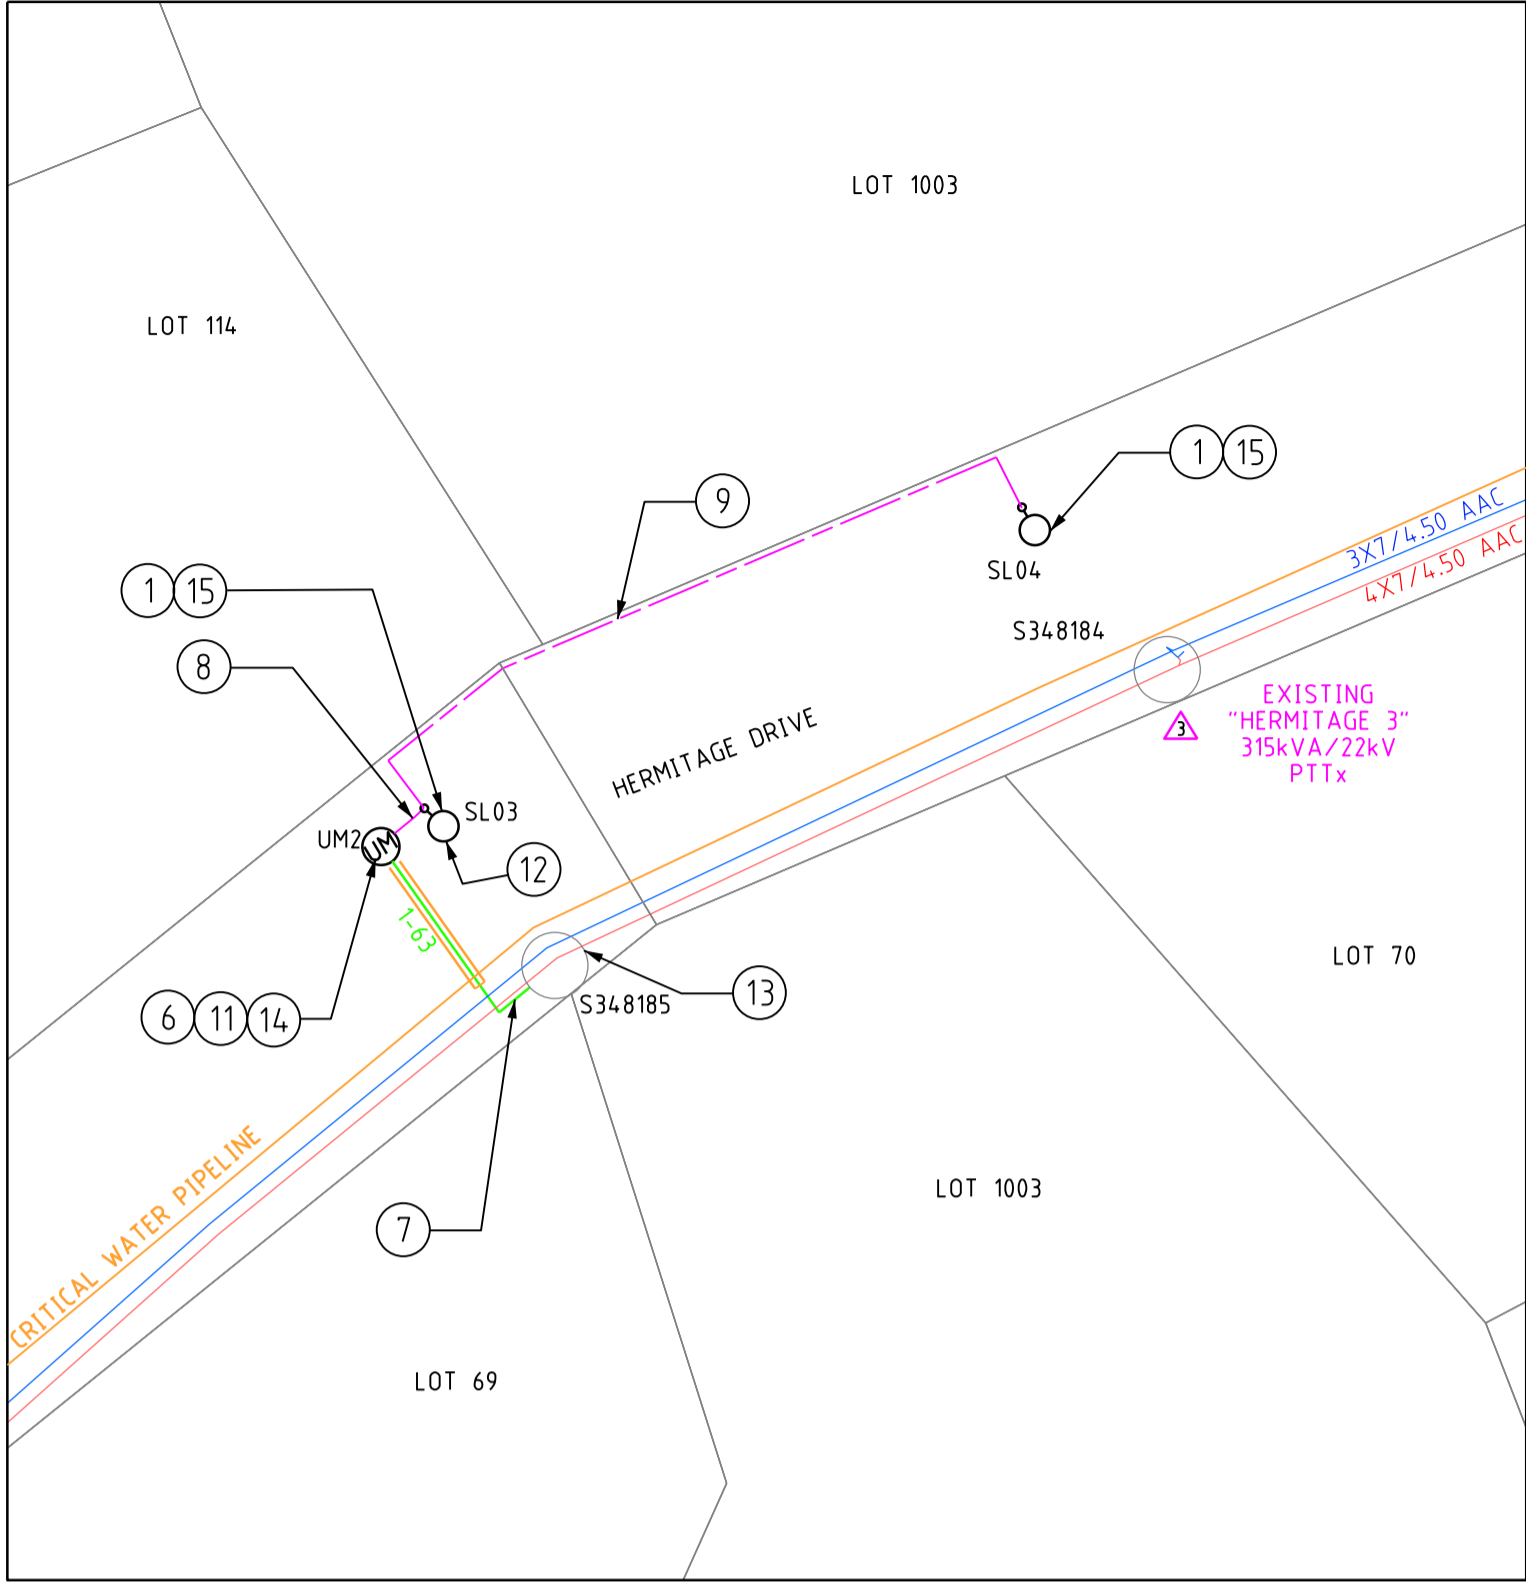 LOT 1003
LOT 114
1 15
9
3X7/4.50 AAC
4X7/4.50 AAC
SL04
1 15
S348184
8
EXISTING
"HERMITAGE 3"
315kVA/22kV
PTTx
3
HERMITAGE DRIVE
SL03
UM2
UM
12
1-63
LOT 70
13
S348185
6 11 14
CRITICAL WATER PIPELINE
LOT 1003
7
LOT 69